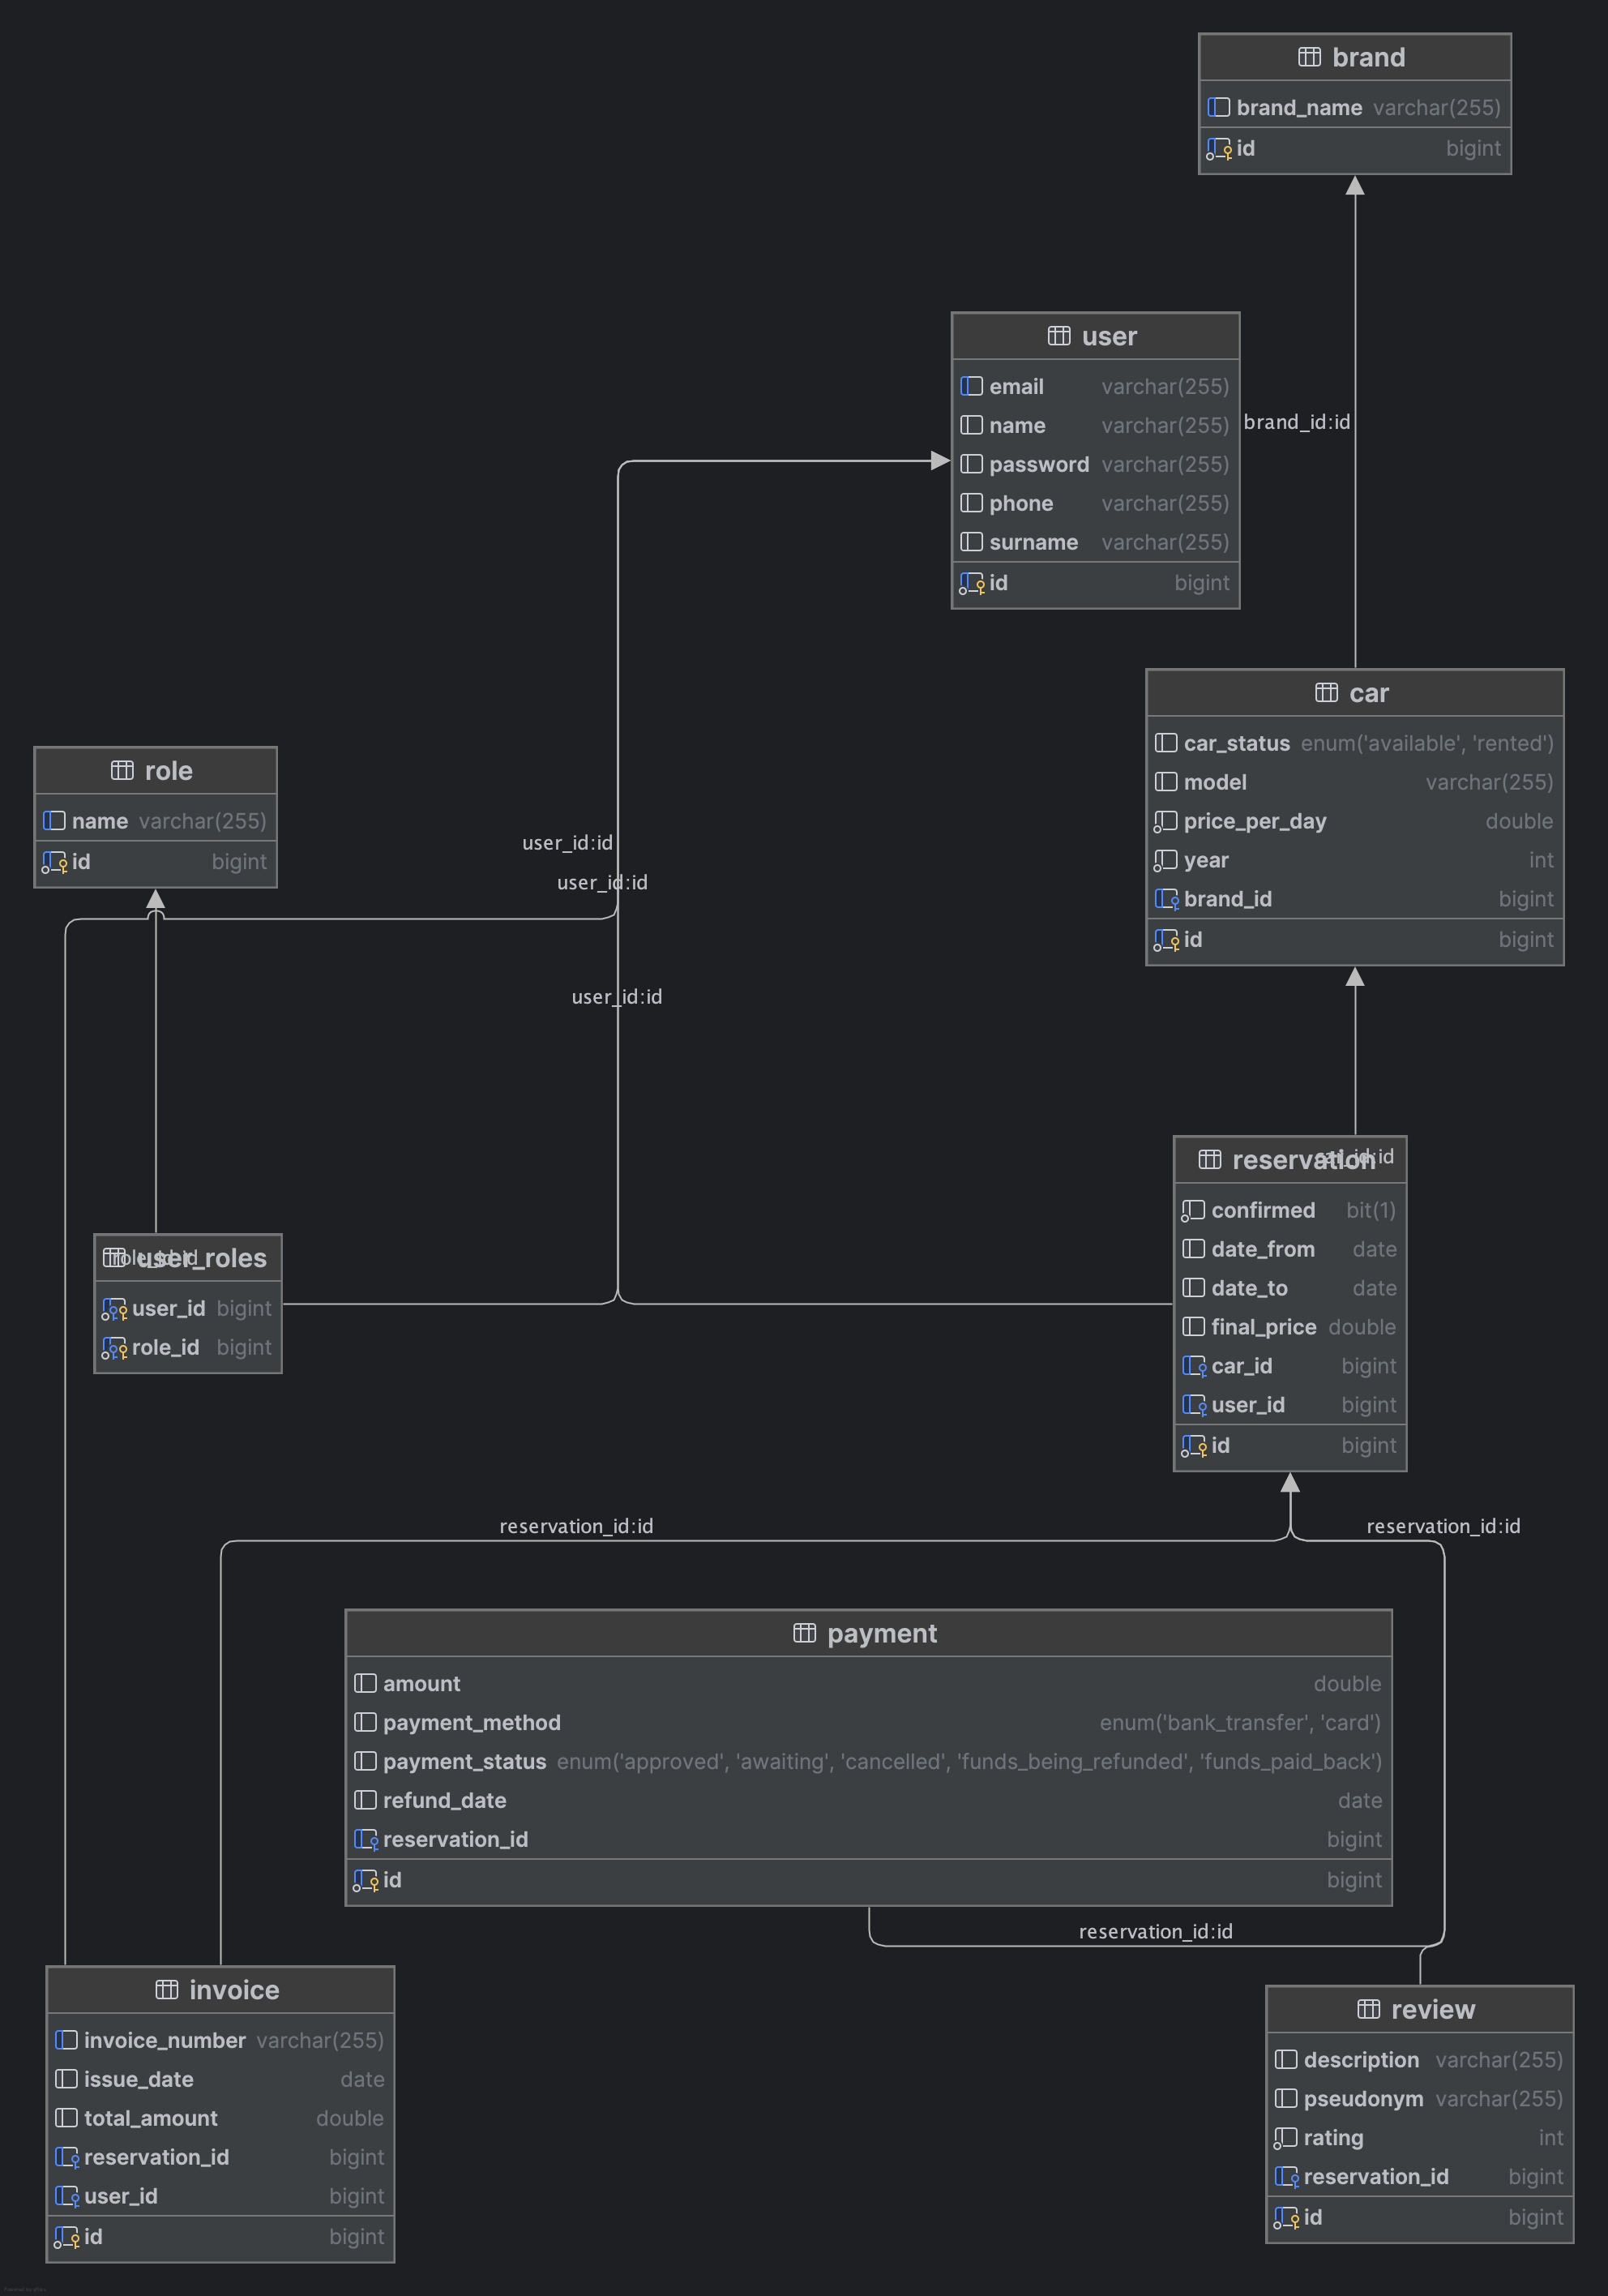 brand
brand_name varchar(255)
id bigint
user
email varchar(255)
name varchar(255)
password varchar(255)
phone varchar(255)
surname varchar(255)
id bigint
brand_id:id
car
car_status enum('available', 'rented')
model varchar(255)
price_per_day double
year int
brand_id bigint
id bigint
role
name varchar(255)
id bigint
user_id:id
user_id:id
user_id:id
reservation
car_id:id
confirmed bit(1)
date_from date
date_to date
final_price double
car_id bigint
user_id bigint
id bigint
user_roles
role_id:id
user_id bigint
role_id bigint
reservation_id:id
reservation_id:id
payment
amount double
payment_method enum('bank_transfer', 'card')
payment_status enum('approved', 'awaiting', 'cancelled', 'funds_being_refunded', 'funds_paid_back')
refund_date date
reservation_id bigint
id bigint
reservation_id:id
invoice
invoice_number varchar(255)
issue_date date
total_amount double
reservation_id bigint
user_id bigint
id bigint
review
description varchar(255)
pseudonym varchar(255)
rating int
reservation_id bigint
id bigint